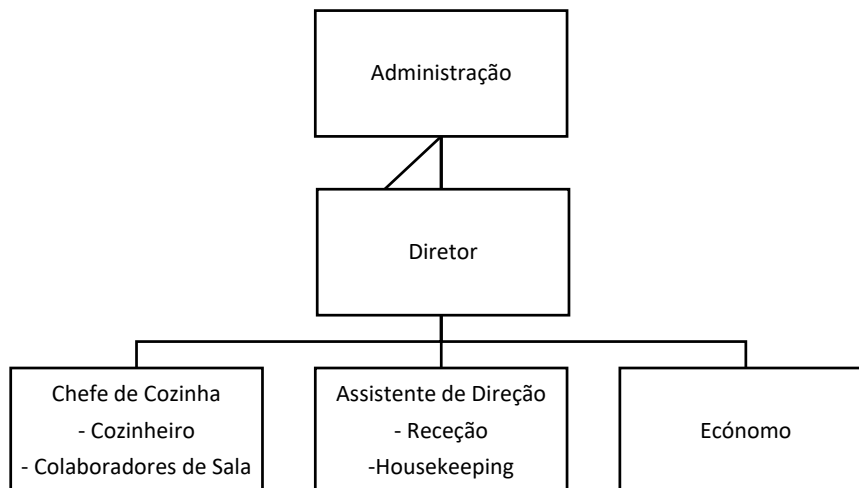 Administração
Diretor
Chefe de Cozinha
- Cozinheiro
- Colaboradores de Sala
Assistente de Direção
- Receção
-Housekeeping
Ecónomo